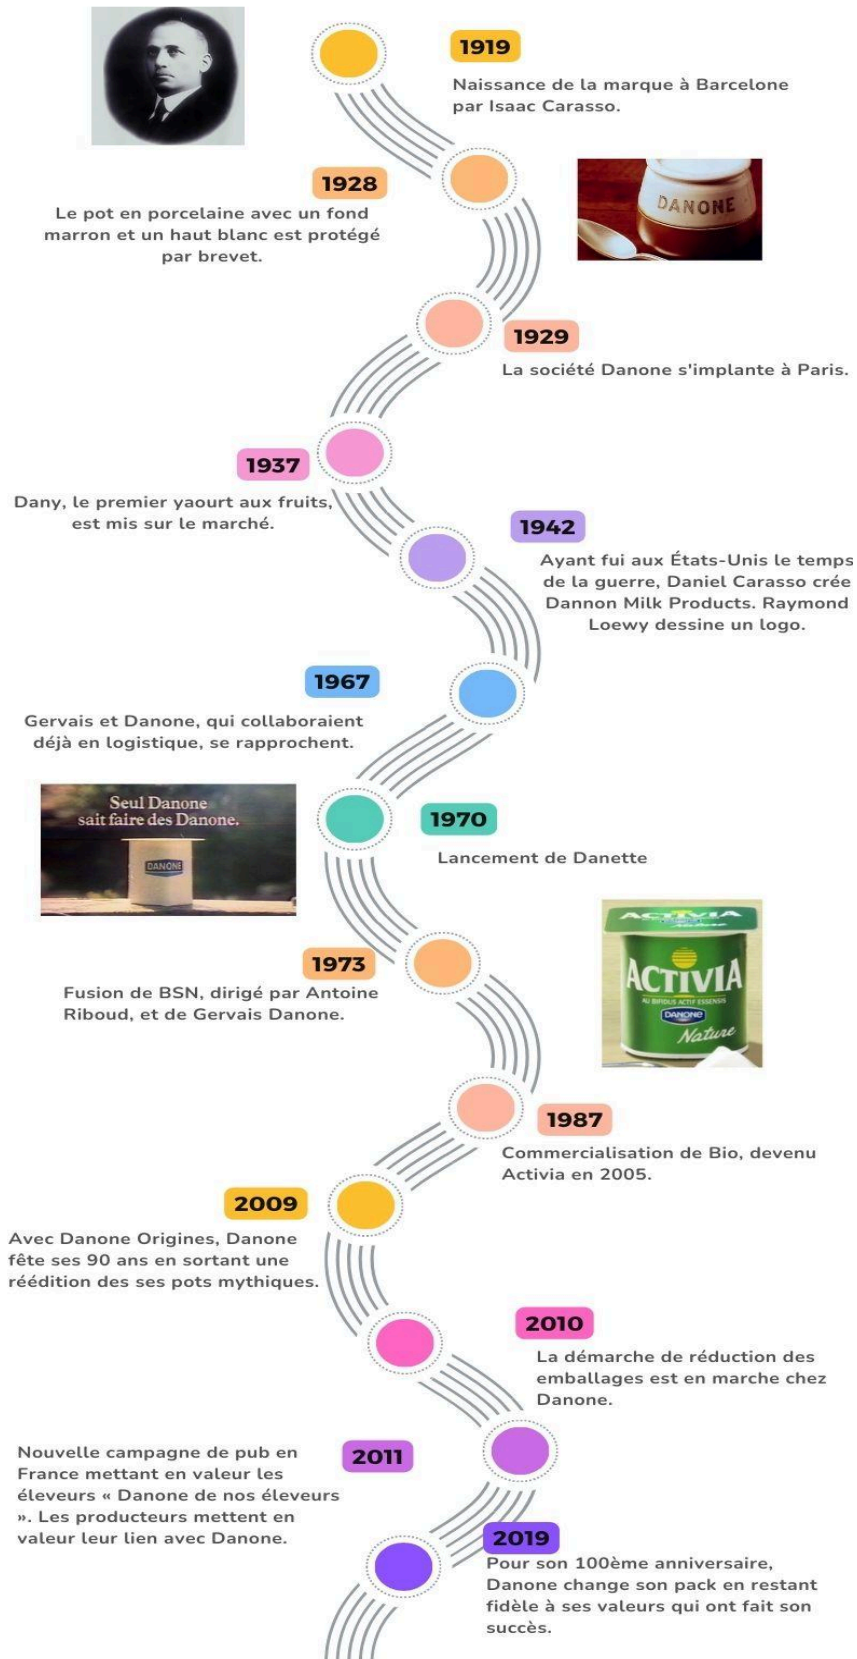 1919
Naissance de la marque à Barcelone
par Isaac Carasso.
1928
Le pot en porcelaine avec un fond
marron et un haut blanc est protégé
par brevet.
DANONE
1929
La société Danone s'implante à Paris.
1937
Dany, le premier yaourt aux fruits,
est mis sur le marché.
1942
Ayant fui aux États-Unis le temps
de la guerre, Daniel Carasso crée
Dannon Milk Products. Raymond
Loewy dessine un logo.
1967
Gervais et Danone, qui collaboraient
déjà en logistique, se rapprochent.
Seul Danone
sait faire des Danone.
DANONE
1970
Lancement de Danette
1973
Fusion de BSN, dirigé par Antoine
Riboud, et de Gervais Danone.
ACTIVIA
Nature
ACTIVIA
AU BIFIDUS ACTIF ESSENSIS
DANONE
Nature
1987
Commercialisation de Bio, devenu
Activia en 2005.
2009
Avec Danone Origines, Danone
fête ses 90 ans en sortant une
réédition des ses pots mythiques.
2010
La démarche de réduction des
emballages est en marche chez
Danone.
2011
Nouvelle campagne de pub en
France mettant en valeur les
éleveurs « Danone de nos éleveurs
». Les producteurs mettent en
valeur leur lien avec Danone.
2019
Pour son 100ème anniversaire,
Danone change son pack en restant
fidèle à ses valeurs qui ont fait son
succès.